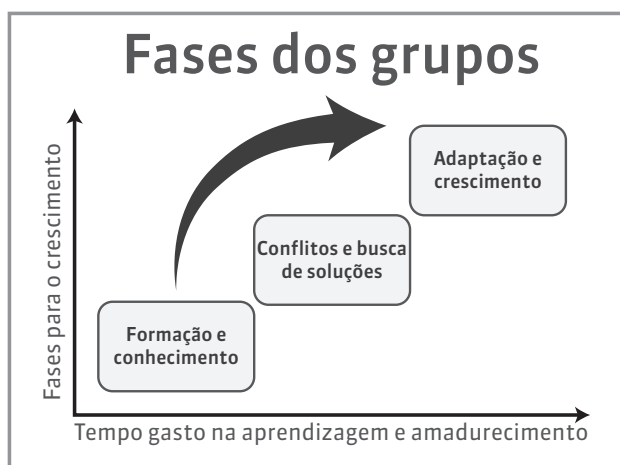 Fases dos grupos
Fases para o crescimento
Adaptação e
crescimento
Conflitos e busca
de soluções
Formação e
conhecimento
Tempo gasto na aprendizagem e amadurecimento